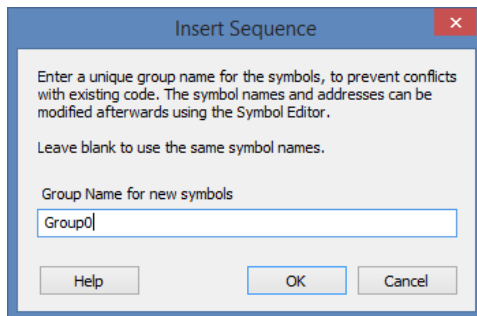 Insert Sequence
Enter a unique group name for the symbols, to prevent conflicts
with existing code. The symbol names and addresses can be
modified afterwards using the Symbol Editor.
Leave blank to use the same symbol names.
Group Name for new symbols
Group0
Help OK Cancel